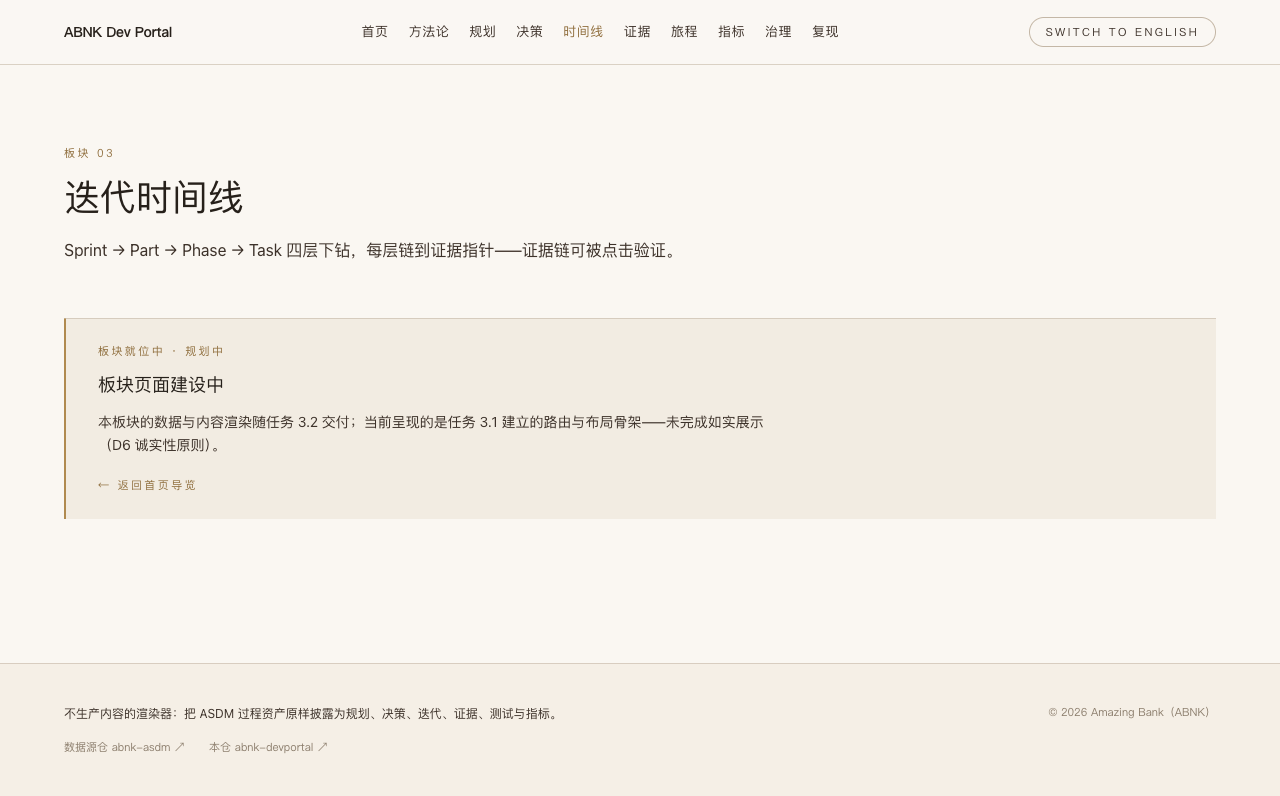 ABNK Dev Portal
首页 方法论 规划 决策 时间线 证据 旅程 指标 治理 复现
SWITCH TO ENGLISH
板块 03
迭代时间线
Sprint → Part → Phase → Task 四层下钻，每层链到证据指针——证据链可被点击验证。
板块就位中 · 规划中
板块页面建设中
本板块的数据与内容渲染随任务 3.2 交付；当前呈现的是任务 3.1 建立的路由与布局骨架——未完成如实展示
（D6 诚实性原则）。
← 返回首页导览
不生产内容的渲染器：把 ASDM 过程资产原样披露为规划、决策、迭代、证据、测试与指标。
© 2026 Amazing Bank（ABNK）
数据源仓 abnk-asdm ↗ 本仓 abnk-devportal ↗